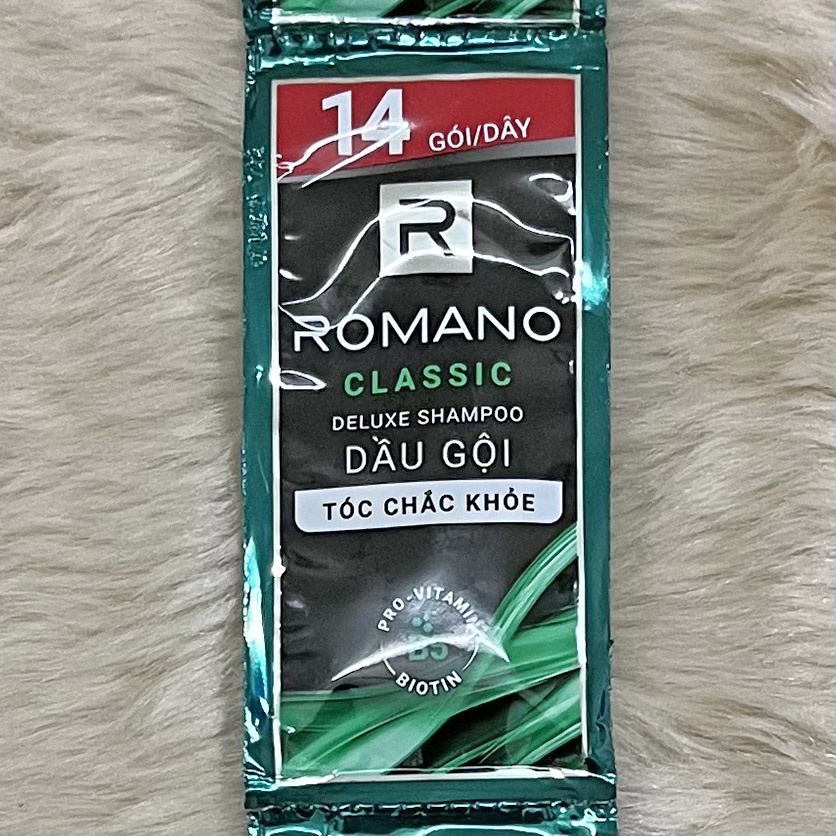 14 GÓI/DÂY
R
ROMANO
CLASSIC
DELUXE SHAMPOO
DẦU GỘI
TÓC CHẮC KHỎE
PRO-VITAMIN
B5
BIOTIN